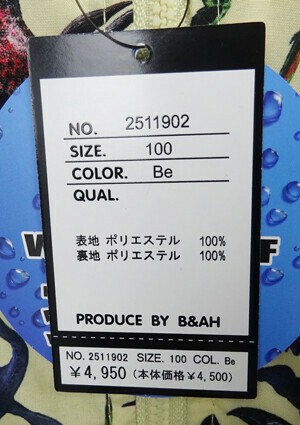 NO. 2511902
SIZE. 100
COLOR. Be
QUAL.
表地 ポリエステル 100%
裏地 ポリエステル 100%
PRODUCE BY B&AH
NO. 2511902 SIZE. 100 COL. Be
¥4,950(本体価格¥4,500)